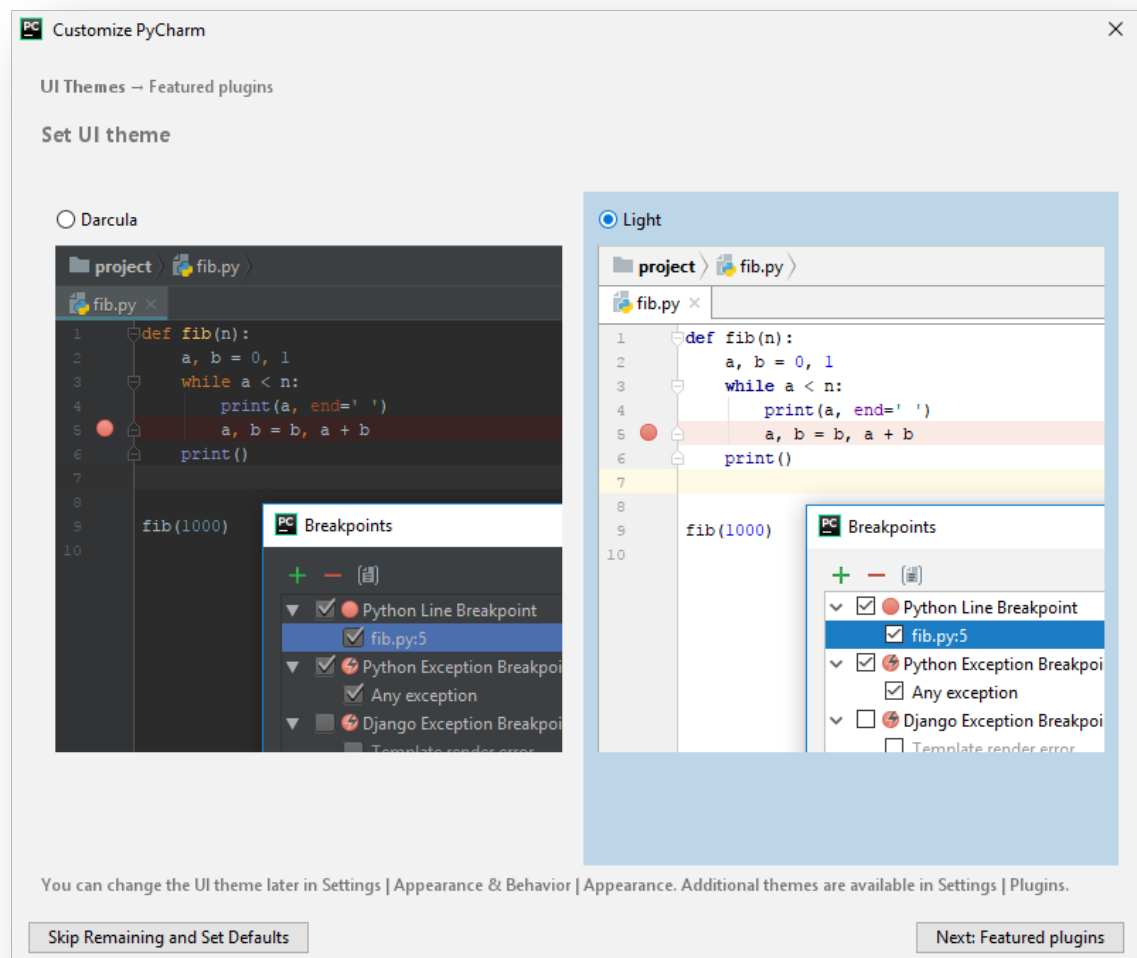 Customize PyCharm
UI Themes → Featured plugins
Set UI theme
Darcula
project
fib.py
fib.py
1 def fib(n):
2 a, b = 0, 1
3 while a < n:
4 print(a, end=' ')
5 a, b = b, a + b
6 print()
7
8
9 fib(1000)
10
PC Breakpoints
Python Line Breakpoint
fib.py:5
Python Exception Breakpoi
Any exception
Django Exception Breakpoi
Template render error
Light
project
fib.py
fib.py
1 def fib(n):
2 a, b = 0, 1
3 while a < n:
4 print(a, end=' ')
5 a, b = b, a + b
6 print()
7
8
9 fib(1000)
10
PC Breakpoints
Python Line Breakpoint
fib.py:5
Python Exception Breakpoi
Any exception
Django Exception Breakpoi
Template render error
You can change the UI theme later in Settings | Appearance & Behavior | Appearance. Additional themes are available in Settings | Plugins.
Skip Remaining and Set Defaults
Next: Featured plugins